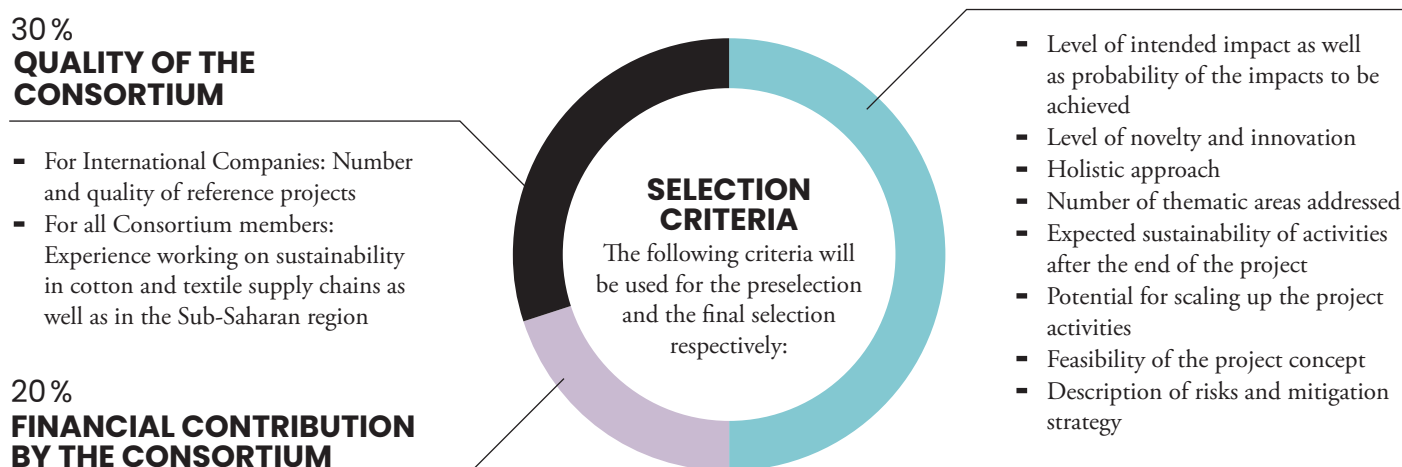 30 %
QUALITY OF THE
CONSORTIUM
- For International Companies: Number
and quality of reference projects
- For all Consortium members:
Experience working on sustainability
in cotton and textile supply chains as
well as in the Sub-Saharan region
20 %
FINANCIAL CONTRIBUTION
BY THE CONSORTIUM
SELECTION
CRITERIA
The following criteria will
be used for the preselection
and the final selection
respectively:
- Level of intended impact as well
as probability of the impacts to be
achieved
- Level of novelty and innovation
- Holistic approach
- Number of thematic areas addressed
- Expected sustainability of activities
after the end of the project
- Potential for scaling up the project
activities
- Feasibility of the project concept
- Description of risks and mitigation
strategy